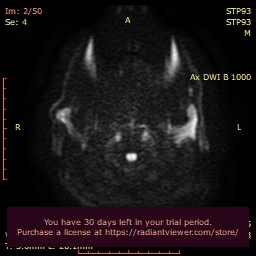 Im: 2/50
Se: 4
A
STP93
STP93
M
Ax DWI B 1000
R
L
You have 30 days left in your trial period.
Purchase a license at https://radiantviewer.com/store/